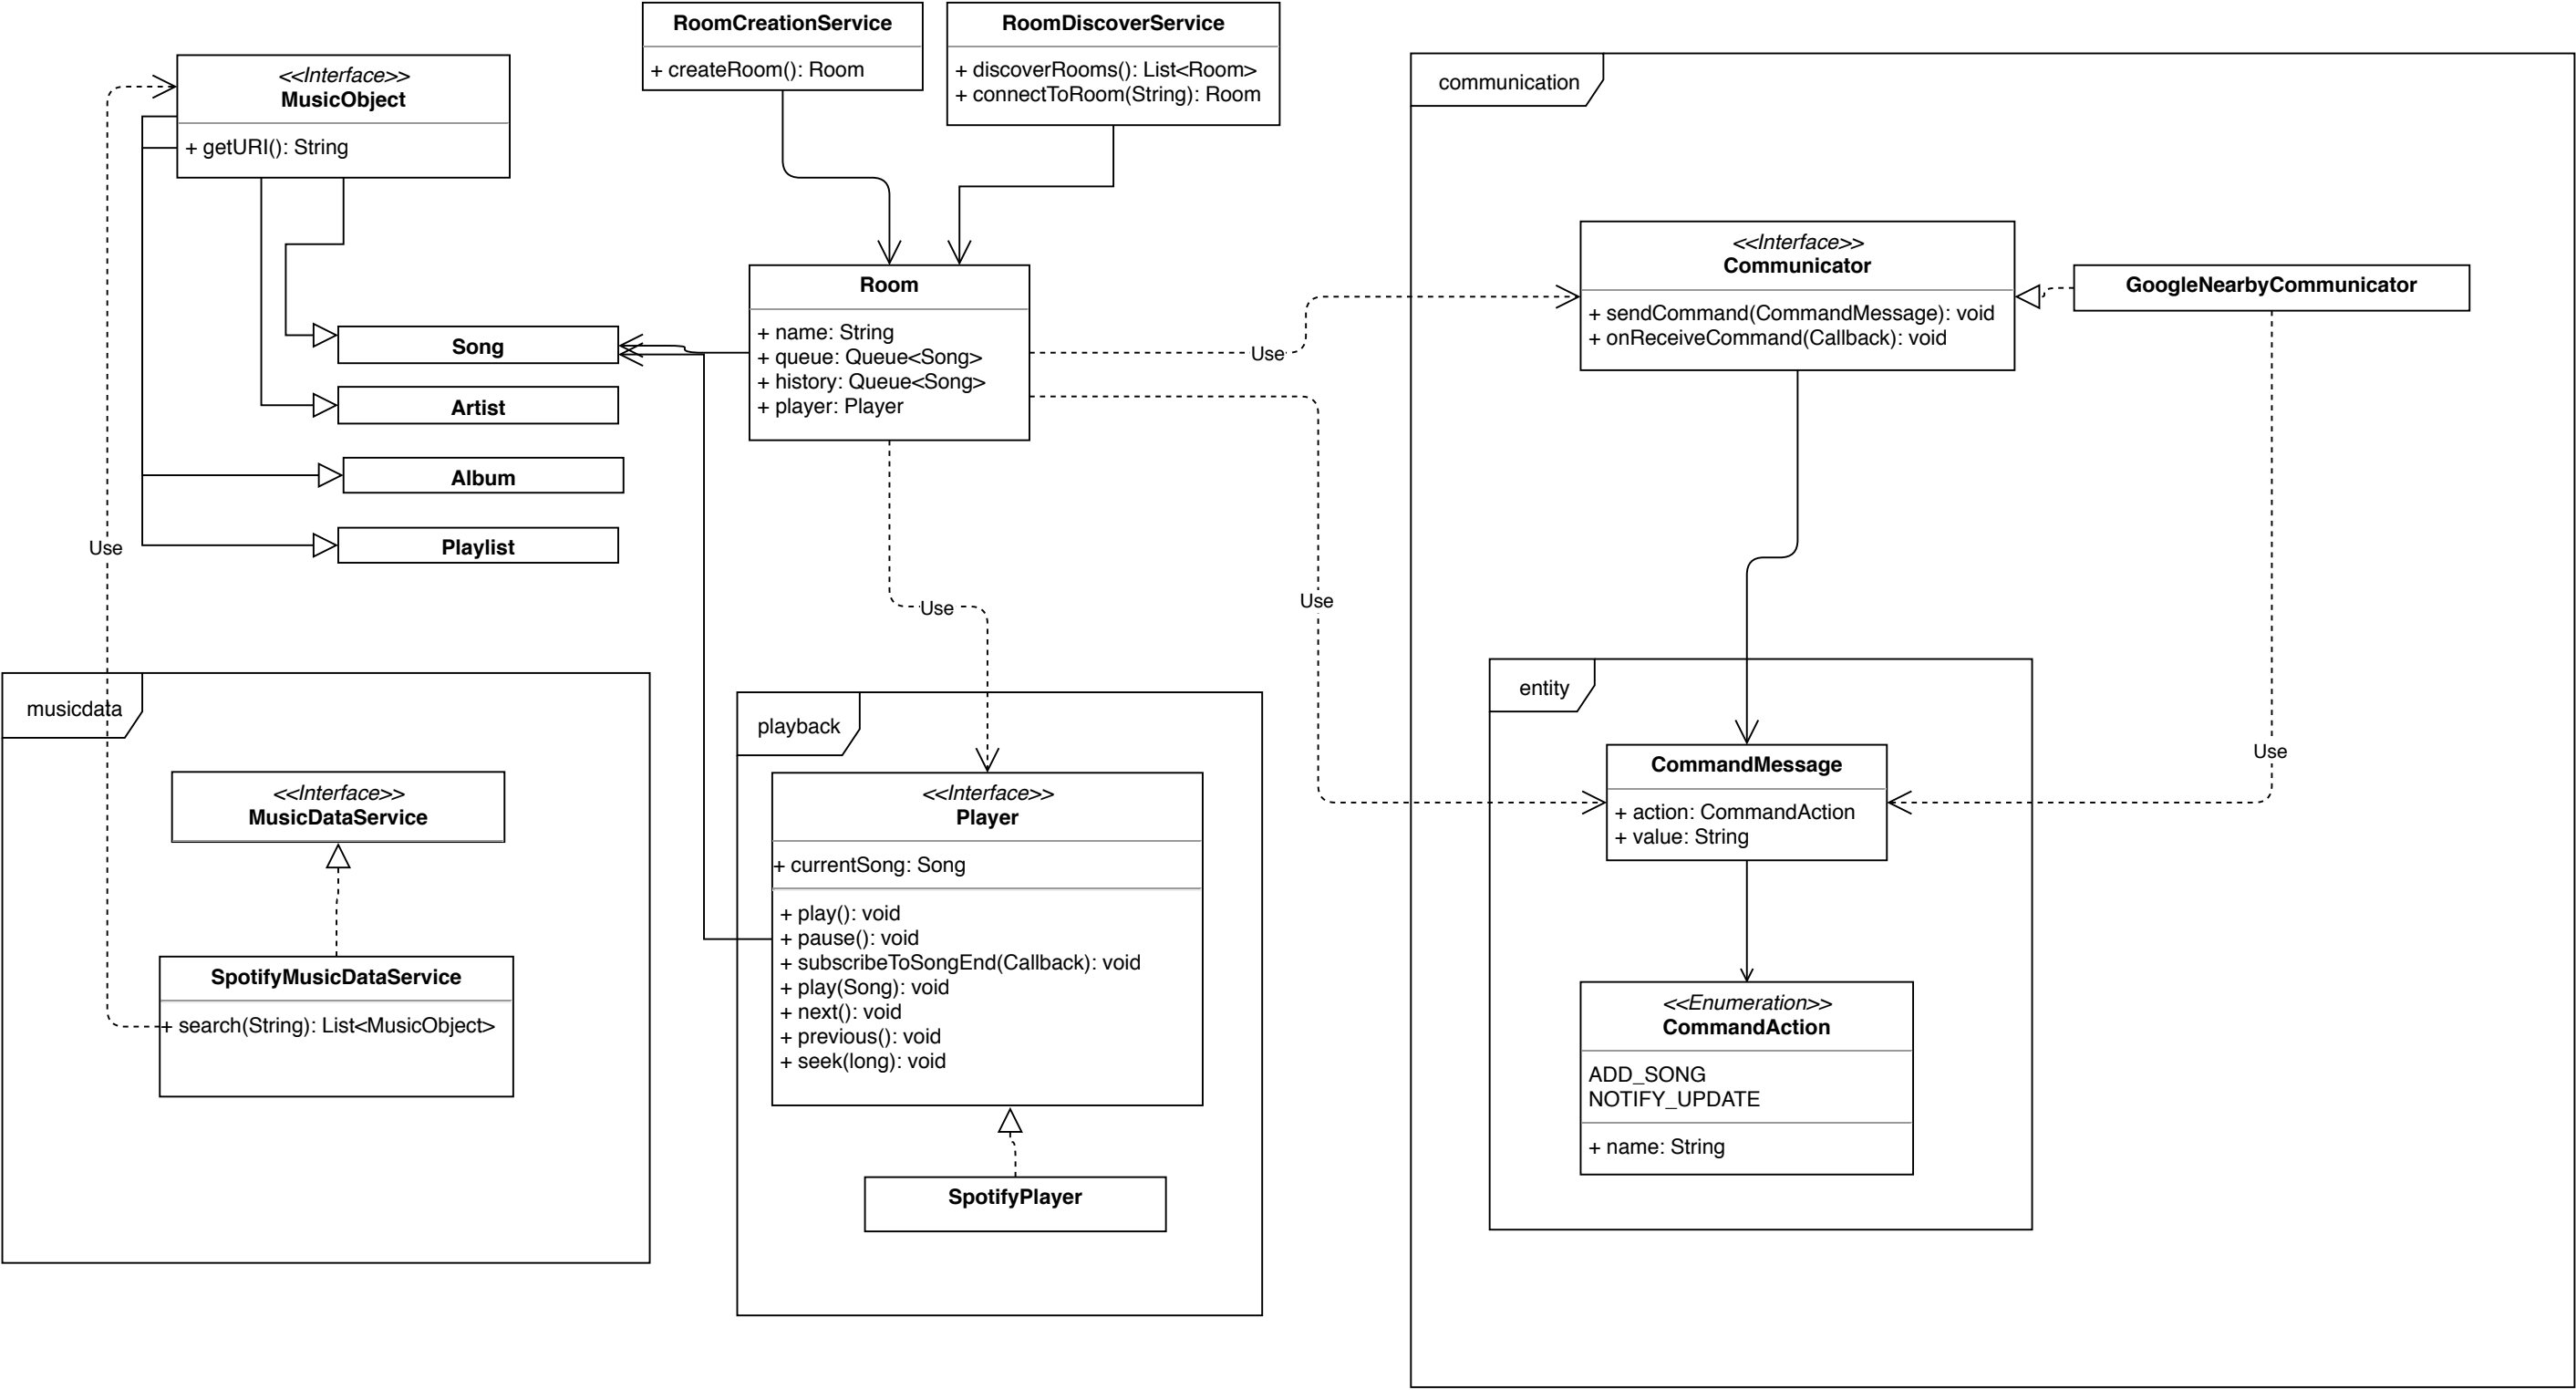 RoomCreationService
+ createRoom(): Room
RoomDiscoverService
+ discoverRooms(): List<Room>
+ connectToRoom(String): Room
<<Interface>>
MusicObject
+ getURI(): String
communication
<<Interface>>
Communicator
+ sendCommand(CommandMessage): void
+ onReceiveCommand(Callback): void
GoogleNearbyCommunicator
Room
+ name: String
+ queue: Queue<Song>
+ history: Queue<Song>
+ player: Player
Song
Artist
Album
Playlist
Use
Use
Use
Use
Use
musicdata
<<Interface>>
MusicDataService
SpotifyMusicDataService
+ search(String): List<MusicObject>
playback
<<Interface>>
Player
+ currentSong: Song
+ play(): void
+ pause(): void
+ subscribeToSongEnd(Callback): void
+ play(Song): void
+ next(): void
+ previous(): void
+ seek(long): void
SpotifyPlayer
entity
CommandMessage
+ action: CommandAction
+ value: String
<<Enumeration>>
CommandAction
ADD_SONG
NOTIFY_UPDATE
+ name: String